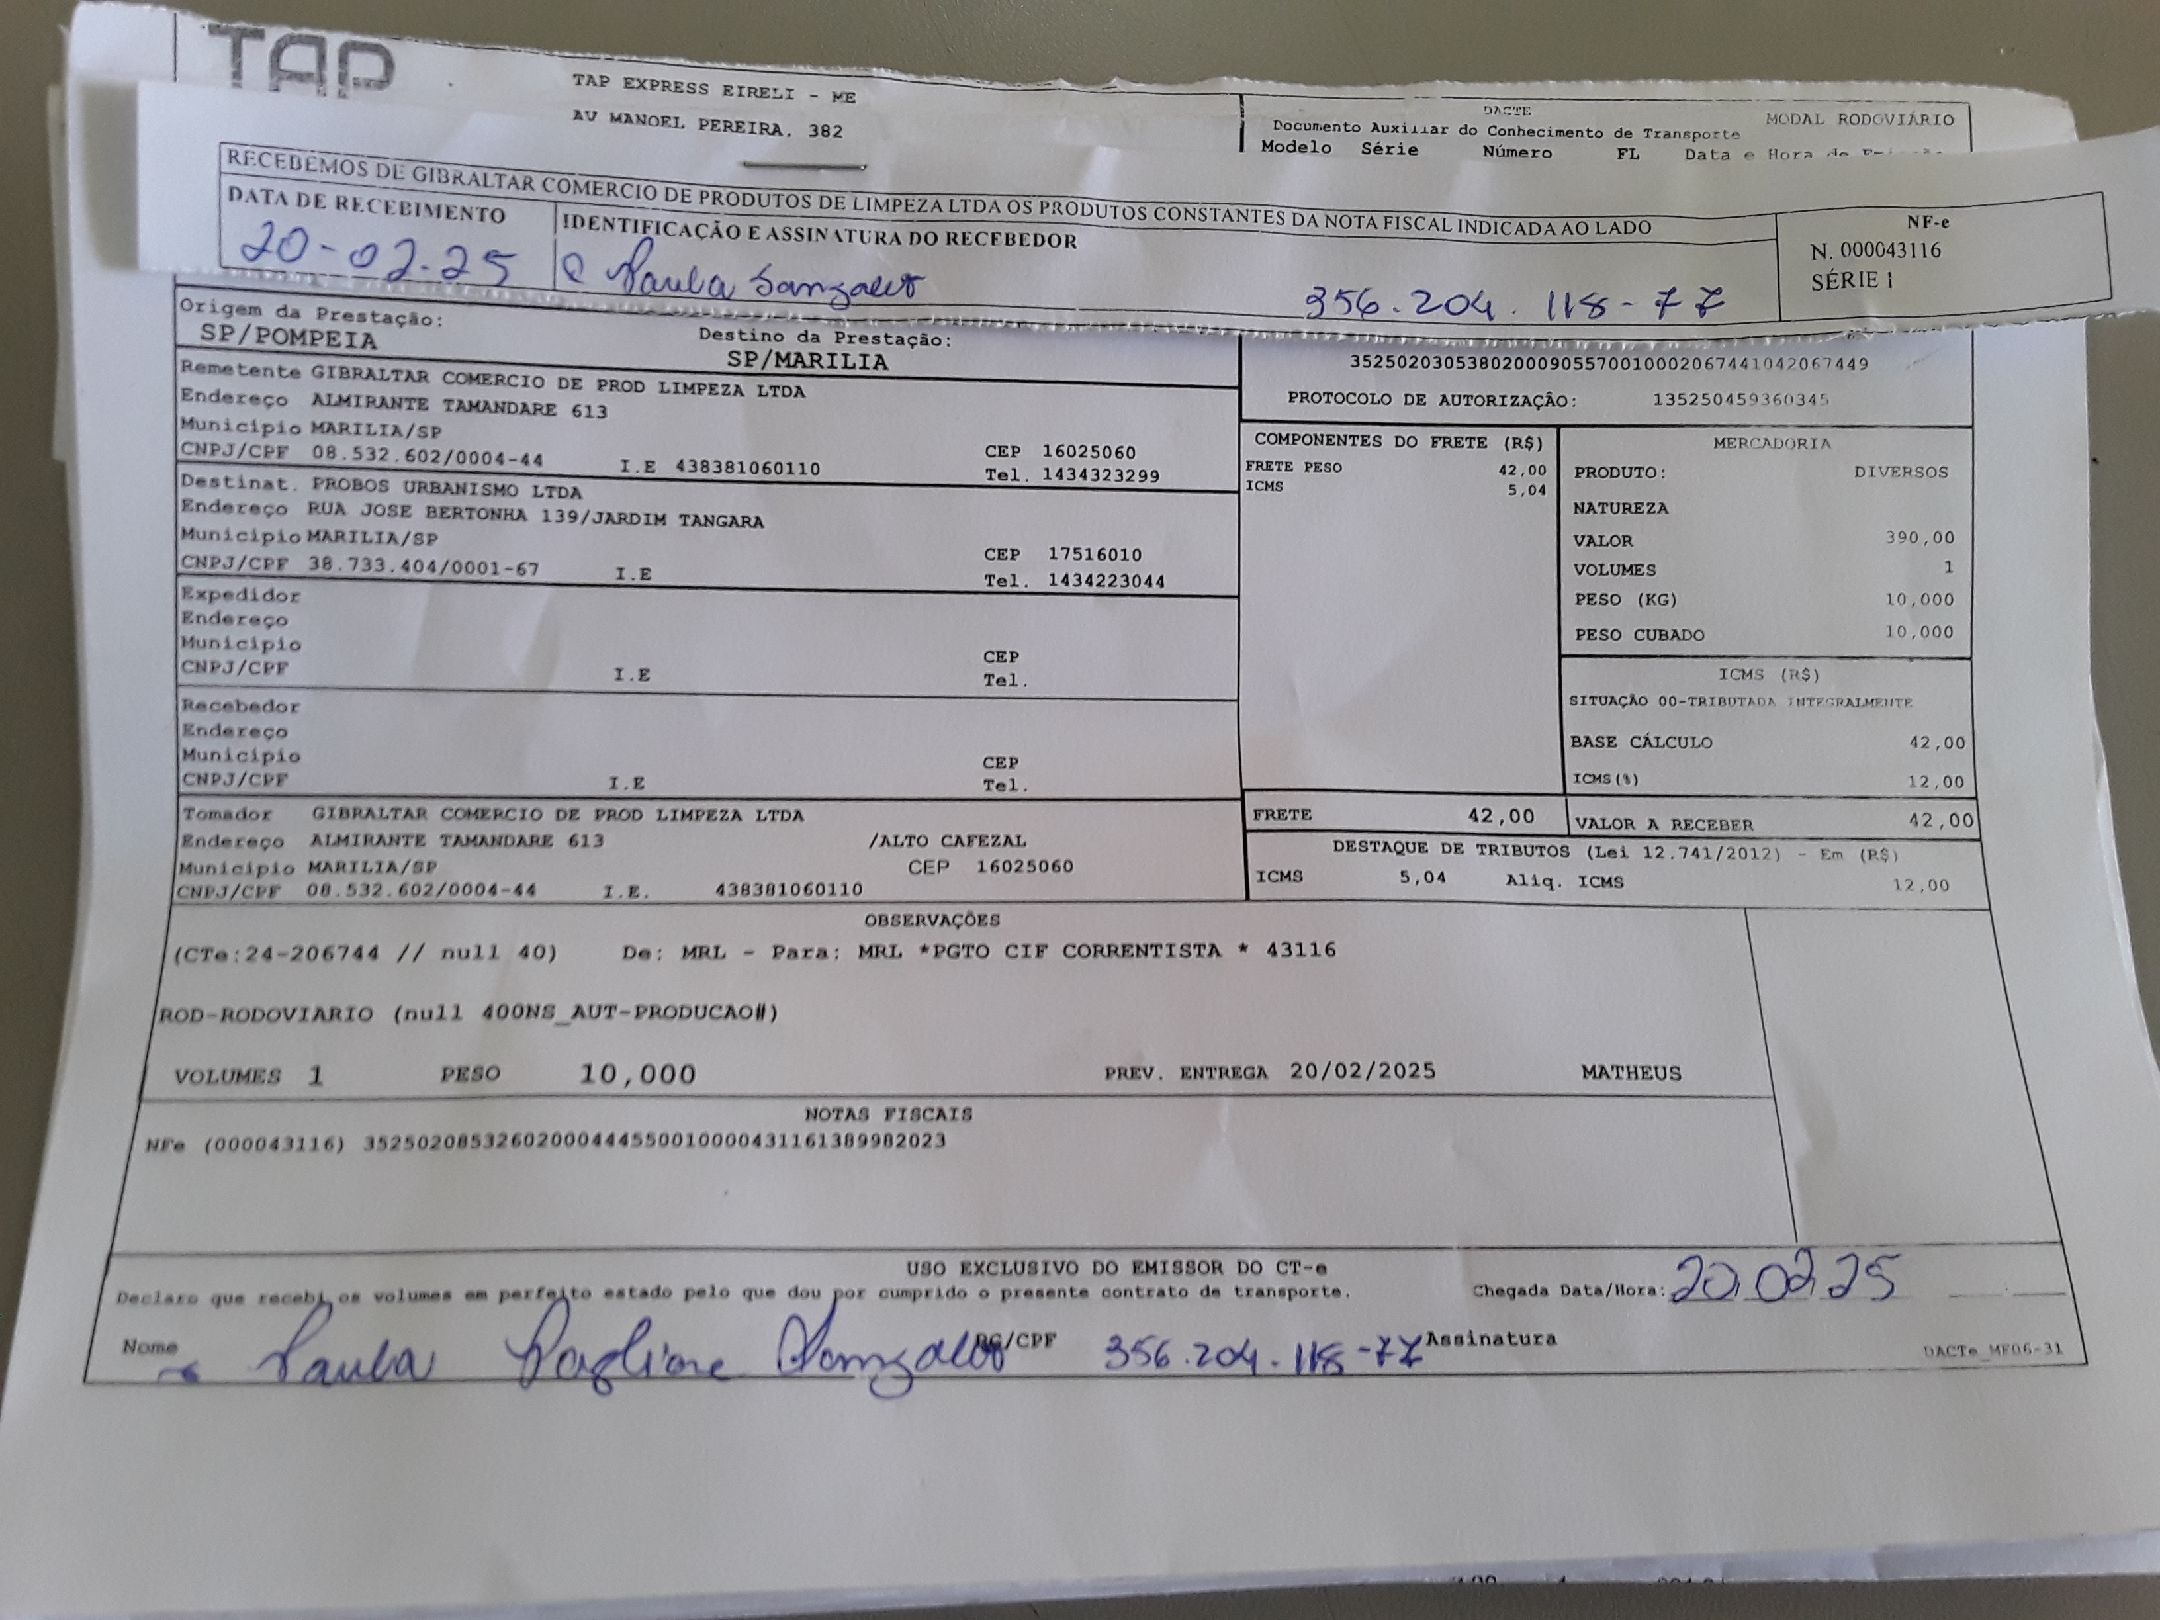 TAP
TAP EXPRESS EIRELI - ME
AV MANOEL PEREIRA, 382
DACTE
Documento Auxiliar do Conhecimento de Transporte
MODAL RODOVIÁRIO
Modelo Série Número FL Data e Hora de
RECEBEMOS DE GIBRALTAR COMERCIO DE PRODUTOS DE LIMPEZA LTDA OS PRODUTOS CONSTANTES DA NOTA FISCAL INDICADA AO LADO
DATA DE RECEBIMENTO
20-02-25
IDENTIFICAÇÃO E ASSINATURA DO RECEBEDOR
Paula 356.204.118-77
NF-e
N. 000043116
SÉRIE 1
Origem da Prestação:
SP/POMPEIA
Destino da Prestação:
SP/MARILIA
Remetente GIBRALTAR COMERCIO DE PROD LIMPEZA LTDA
Endereço ALMIRANTE TAMANDARE 613
Municipio MARILIA/SP CEP 16025060
CNPJ/CPF 08.532.602/0004-44 I.E 438381060110 Tel. 1434323299
Destinat. PROBOS URBANISMO LTDA
Endereço RUA JOSE BERTONHA 139/JARDIM TANGARA
Municipio MARILIA/SP CEP 17516010
CNPJ/CPF 38.733.404/0001-67 I.E Tel. 1434223044
Expedidor
Endereço
Municipio CEP
CNPJ/CPF I.E Tel.
Recebedor
Endereço
Municipio CEP
CNPJ/CPF I.E Tel.
Tomador GIBRALTAR COMERCIO DE PROD LIMPEZA LTDA
Endereço ALMIRANTE TAMANDARE 613 /ALTO CAFEZAL
Municipio MARILIA/SP CEP 16025060
CNPJ/CPF 08.532.602/0004-44 I.E. 438381060110
35250203053802000905570010002067441042067449
PROTOCOLO DE AUTORIZAÇÃO: 135250459360345
COMPONENTES DO FRETE (R$)
FRETE PESO 42,00
ICMS 5,04
MERCADORIA
PRODUTO: DIVERSOS
NATUREZA
VALOR 390,00
VOLUMES 1
PESO (KG) 10,000
PESO CUBADO 10,000
ICMS (R$)
SITUAÇÃO 00-TRIBUTADA INTEGRALMENTE
BASE CÁLCULO 42,00
ICMS(%) 12,00
FRETE 42,00
VALOR A RECEBER 42,00
DESTAQUE DE TRIBUTOS (Lei 12.741/2012) - Em (R$)
ICMS 5,04 Aliq. ICMS 12,00
OBSERVAÇÕES
(CTe:24-206744 // null 40) De: MRL - Para: MRL *PGTO CIF CORRENTISTA * 43116
ROD-RODOVIARIO (null 400NS_AUT-PRODUCAO#)
VOLUMES 1 PESO 10,000 PREV. ENTREGA 20/02/2025 MATHEUS
NOTAS FISCAIS
NFe (000043116) 35250208532602000444550010000431161389982023
USO EXCLUSIVO DO EMISSOR DO CT-e
Declaro que recebi os volumes em perfeito estado pelo que dou por cumprido o presente contrato de transporte.
Chegada Data/Hora: 20.02.25
Nome Paula RG/CPF 356.204.118-77 Assinatura
DACTe_MF06-31